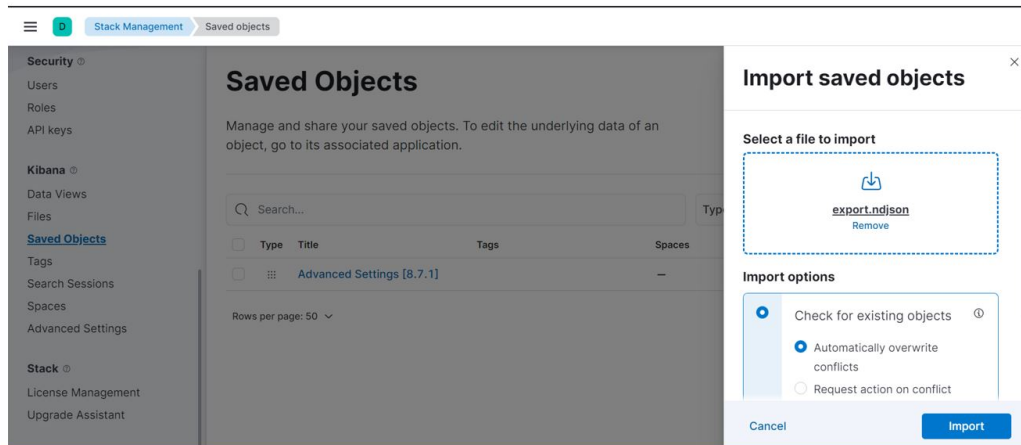 D
Stack Management
Saved objects
Security
Users
Roles
API keys
Kibana
Data Views
Files
Saved Objects
Tags
Search Sessions
Spaces
Advanced Settings
Stack
License Management
Upgrade Assistant
Saved Objects
Manage and share your saved objects. To edit the underlying data of an
object, go to its associated application.
Search...
Typ
Type Title Tags Spaces
Advanced Settings [8.7.1] —
Rows per page: 50
Import saved objects
Select a file to import
export.ndjson
Remove
Import options
Check for existing objects
Automatically overwrite
conflicts
Request action on conflict
Cancel
Import